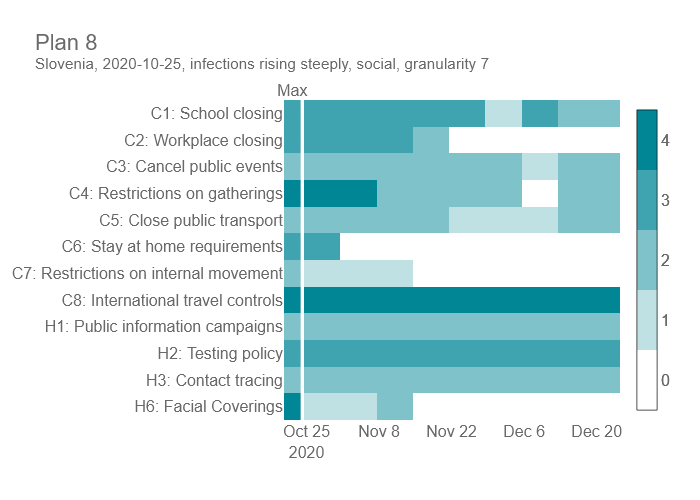 Plan 8
Slovenia, 2020-10-25, infections rising steeply, social, granularity 7
Max
C1: School closing
C2: Workplace closing
C3: Cancel public events
C4: Restrictions on gatherings
C5: Close public transport
C6: Stay at home requirements
C7: Restrictions on internal movement
C8: International travel controls
H1: Public information campaigns
H2: Testing policy
H3: Contact tracing
H6: Facial Coverings
4
3
2
1
0
Oct 25 Nov 8 Nov 22 Dec 6 Dec 20
2020